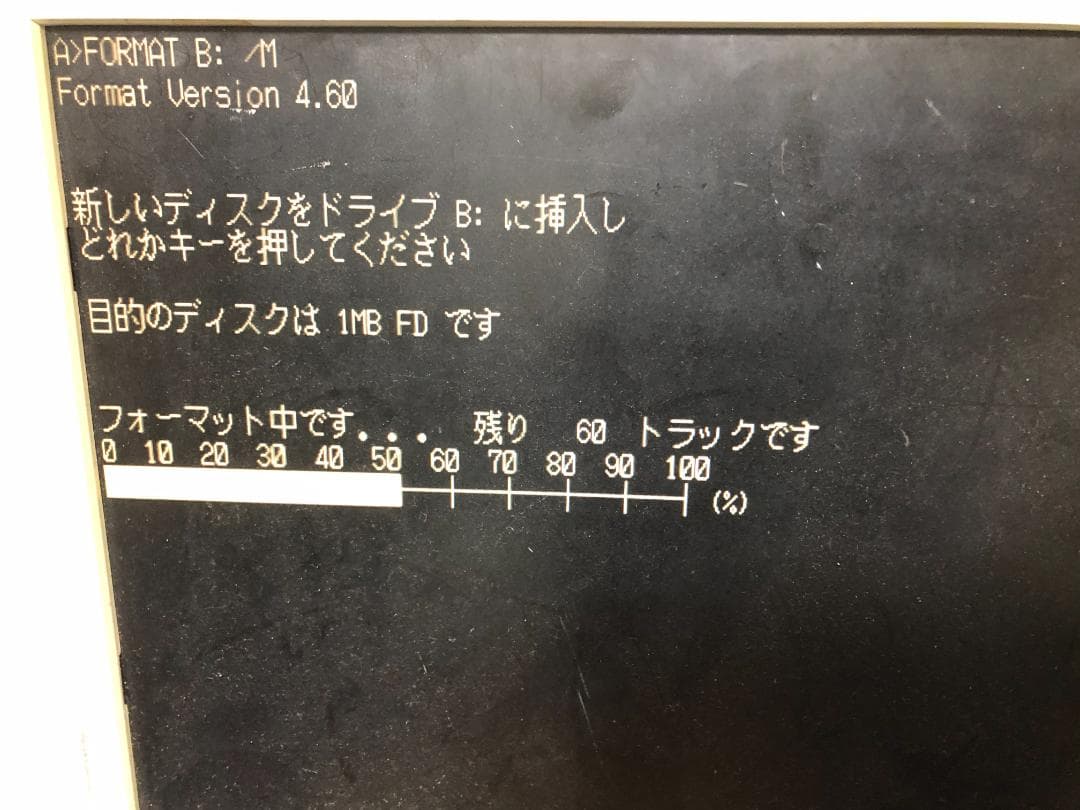 A>FORMAT B: /M
Format Version 4.60
新しいディスクをドライブ B: に挿入し
どれかキーを押してください
目的のディスクは 1MB FD です
フォーマット中です... 残り 60 トラックです
0 10 20 30 40 50 60 70 80 90 100
(%)